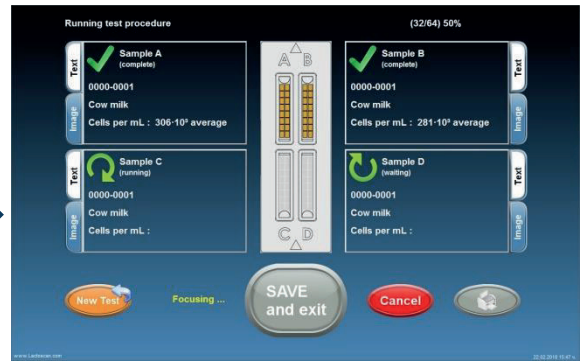 Running test procedure
(32/64) 50%
Text
Image
Sample A
(complete)
0000-0001
Cow milk
Cells per mL : 306·10³ average
A B
Sample B
(complete)
0000-0001
Cow milk
Cells per mL : 281·10³ average
Text
Image
Text
Image
Sample C
(running)
0000-0001
Cow milk
Cells per mL :
C D
Sample D
(waiting)
0000-0001
Cow milk
Cells per mL :
Text
Image
New Test
Focusing ...
SAVE
and exit
Cancel